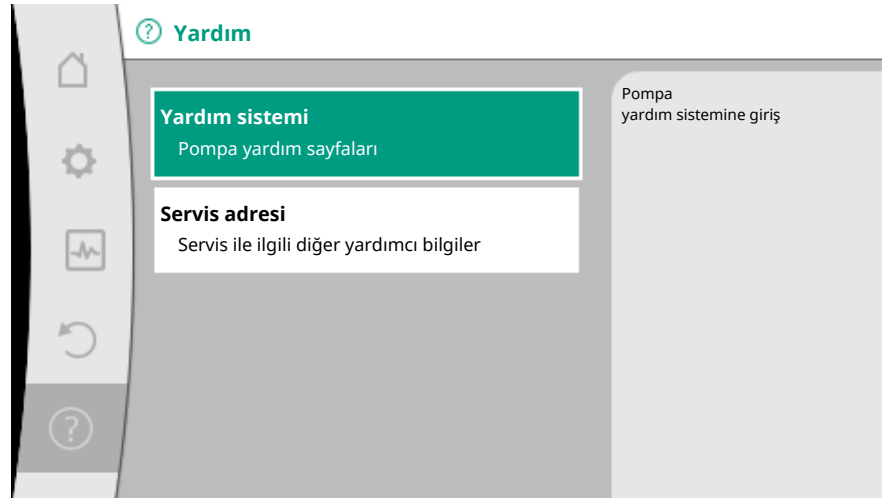 Yardım
Yardım sistemi
Pompa yardım sayfaları
Servis adresi
Servis ile ilgili diğer yardımcı bilgiler
Pompa
yardım sistemine giriş